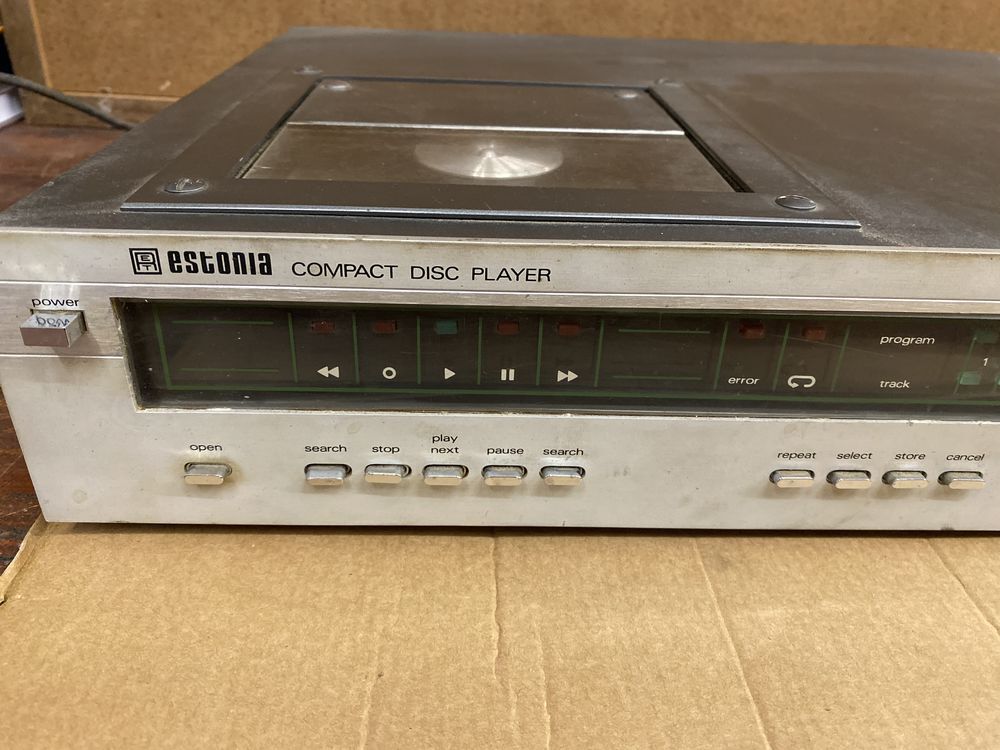 RET estonia COMPACT DISC PLAYER
power
program
1
error
track
open
search
stop
play
next
pause
search
repeat
select
store
cancel